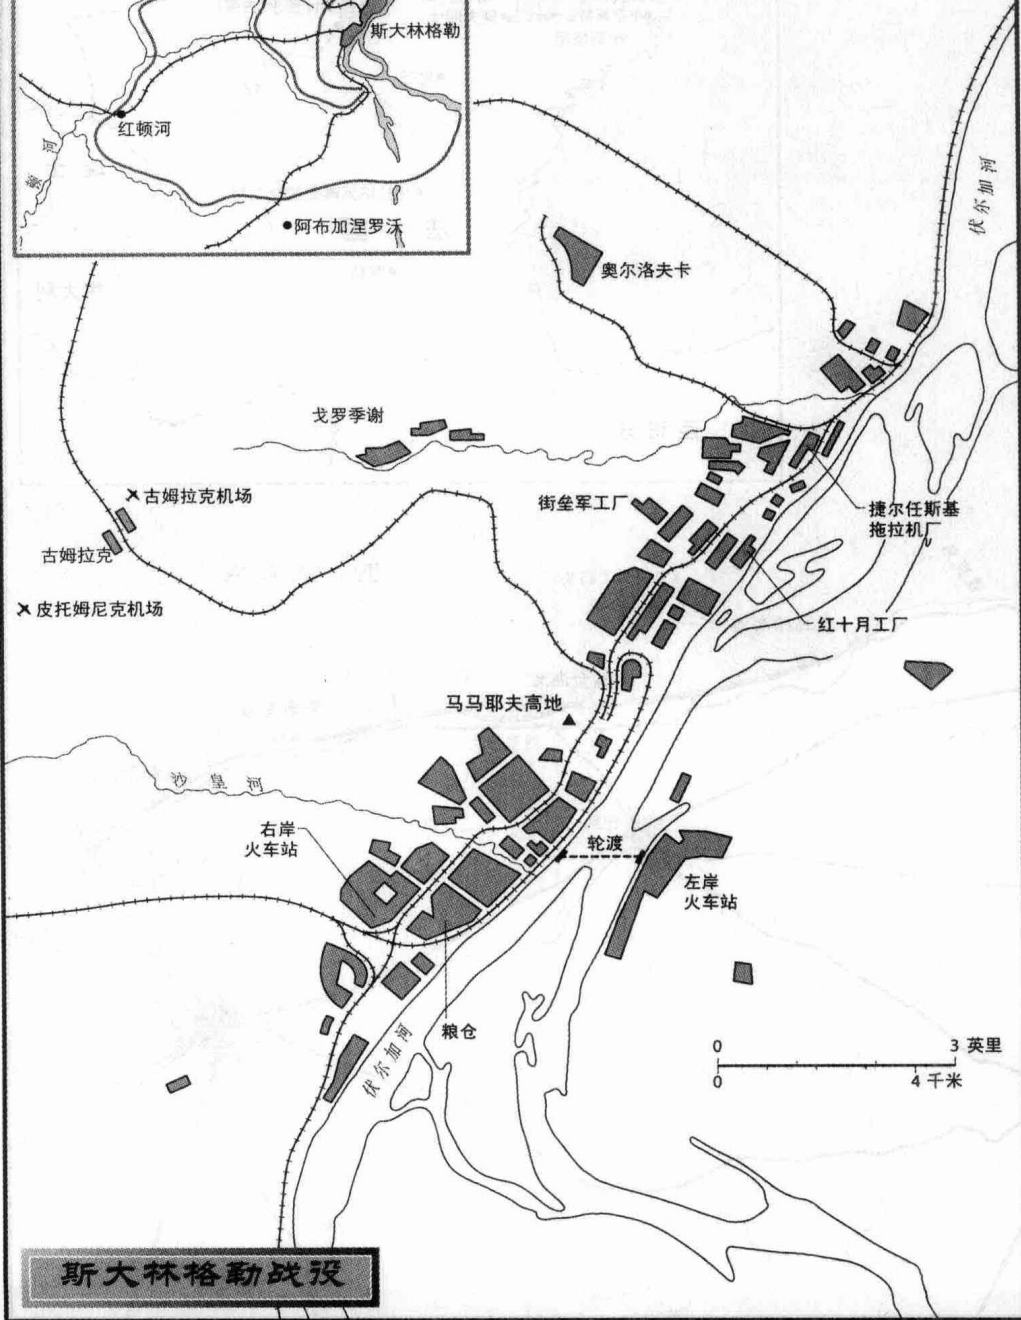 斯大林格勒
红顿河
顿河
阿布加涅罗沃
伏尔加河
奥尔洛夫卡
戈罗季谢
古姆拉克机场
街垒军工厂
捷尔任斯基
拖拉机厂
古姆拉克
皮托姆尼克机场
红十月工厂
马马耶夫高地
沙皇河
右岸
火车站
轮渡
左岸
火车站
粮仓
伏尔加河
0 3 英里
0 4 千米
斯大林格勒战役